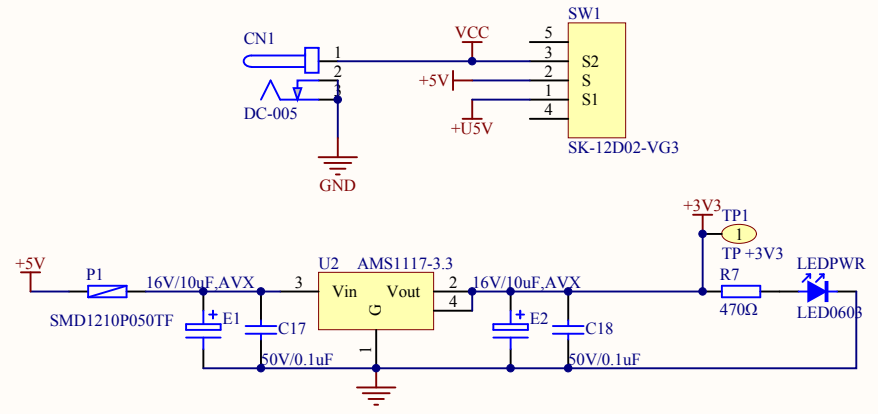 SW1
CN1
VCC
5
1
3
S2
2
+5V
2
S
3
1
S1
DC-005
4
+U5V
SK-12D02-VG3
GND
+3V3
TP1
1
+5V
U2
AMS1117-3.3
TP +3V3
P1
R7
LEDPWR
16V/10uF,AVX
3
Vin
Vout
2
16V/10uF,AVX
4
G
470Ω
LED0603
SMD1210P050TF
+
E1
C17
+
E2
C18
1
50V/0.1uF
50V/0.1uF